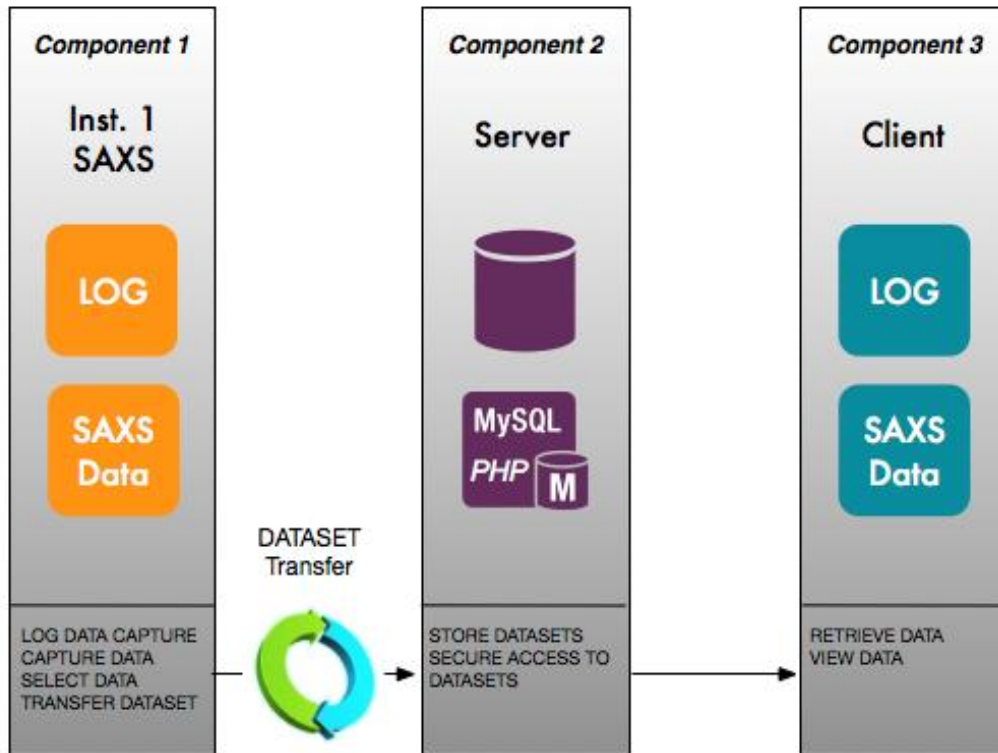 Component 1
Inst. 1
SAXS
LOG
SAXS
Data
LOG DATA CAPTURE
CAPTURE DATA
SELECT DATA
TRANSFER DATASET
DATASET
Transfer
Component 2
Server
MySQL
PHP
M
STORE DATASETS
SECURE ACCESS TO
DATASETS
Component 3
Client
LOG
SAXS
Data
RETRIEVE DATA
VIEW DATA